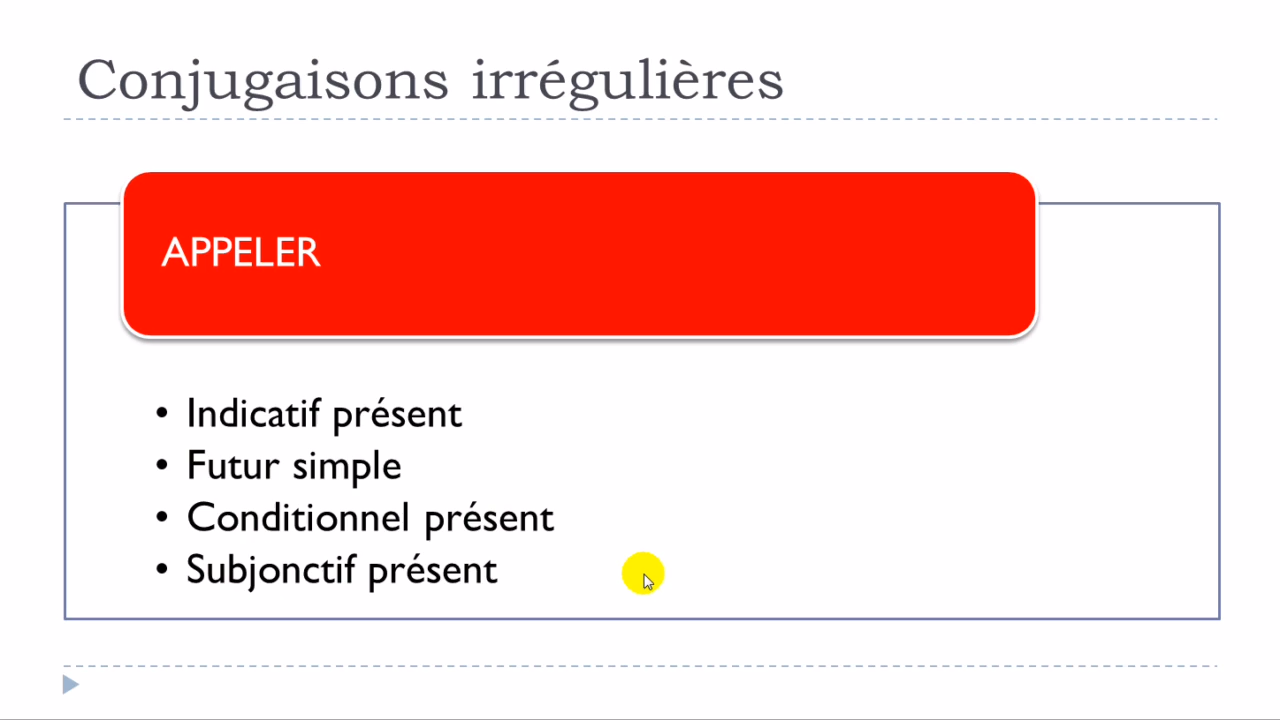 Conjugaisons irrégulières
APPELER
• Indicatif présent
• Futur simple
• Conditionnel présent
• Subjonctif présent